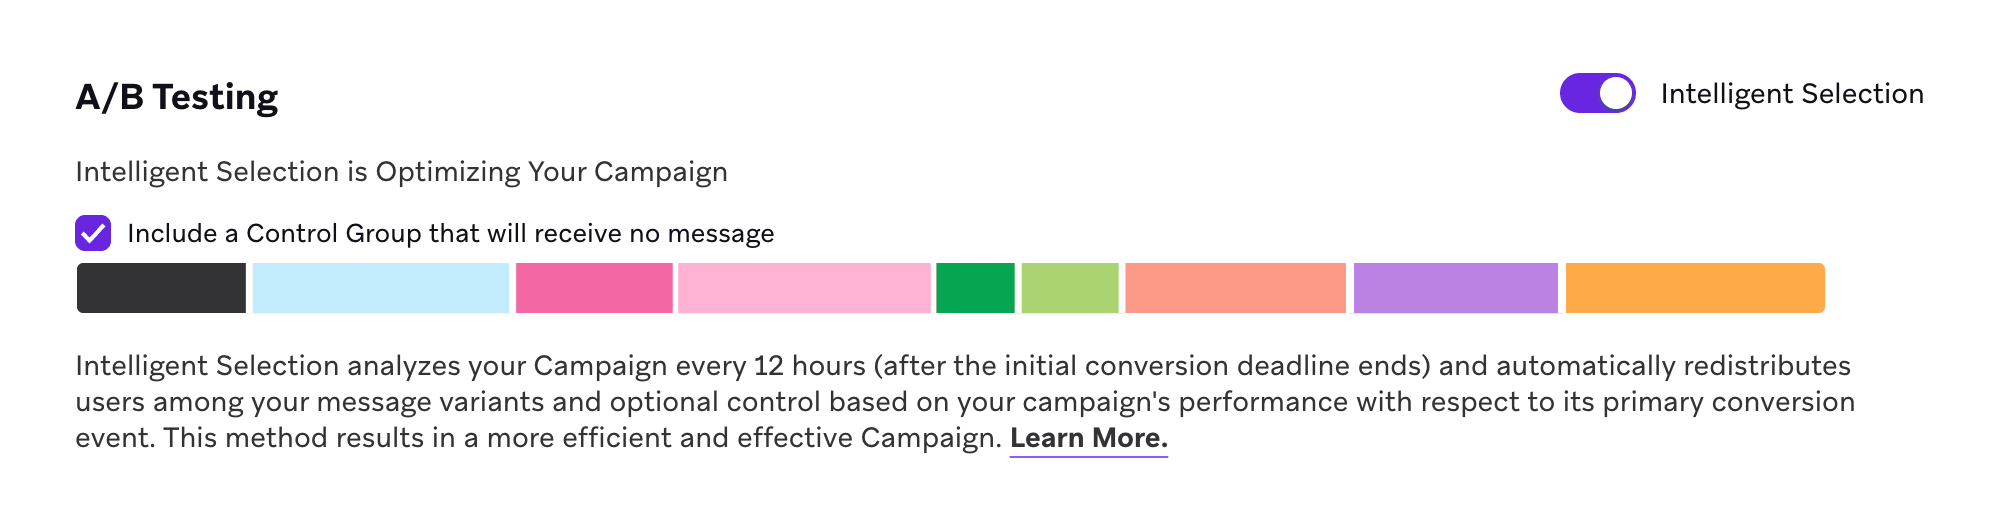 A/B Testing
Intelligent Selection
Intelligent Selection is Optimizing Your Campaign
Include a Control Group that will receive no message
Intelligent Selection analyzes your Campaign every 12 hours (after the initial conversion deadline ends) and automatically redistributes
users among your message variants and optional control based on your campaign's performance with respect to its primary conversion
event. This method results in a more efficient and effective Campaign. Learn More.